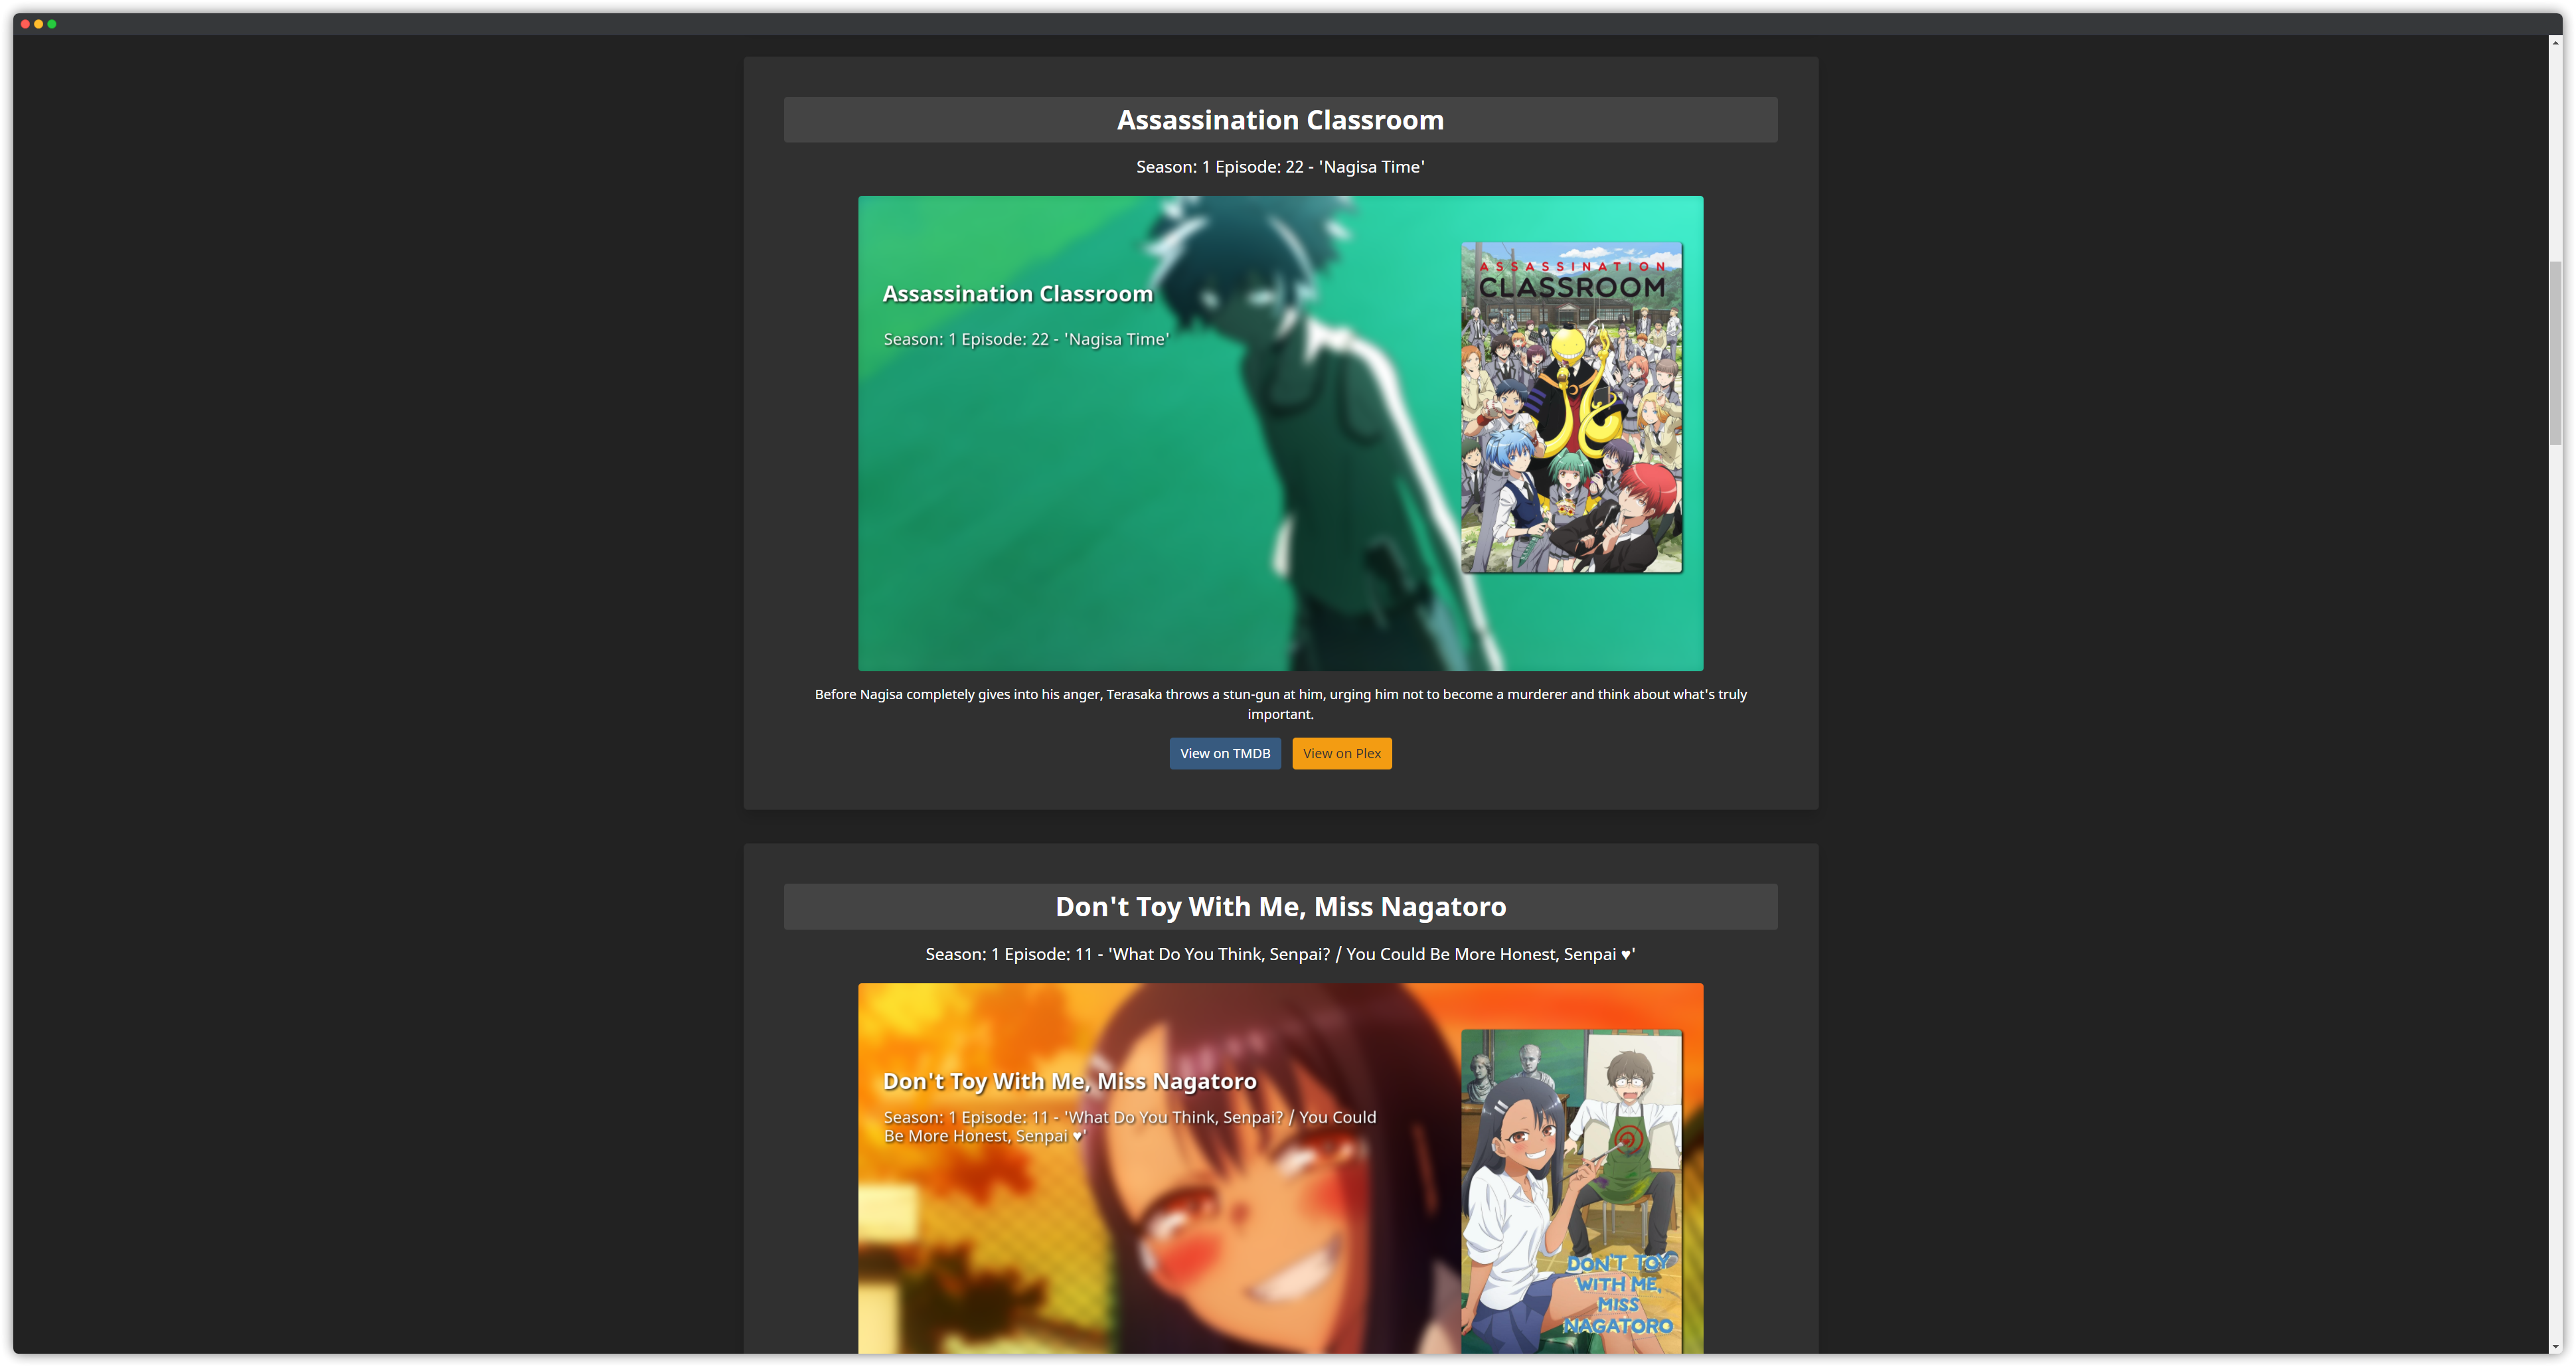 Assassination Classroom
Season: 1 Episode: 22 - 'Nagisa Time'
Assassination Classroom
Season: 1 Episode: 22 - 'Nagisa Time'
ASSASSINATION
CLASSROOM
Before Nagisa completely gives into his anger, Terasaka throws a stun-gun at him, urging him not to become a murderer and think about what's truly
important.
View on TMDB
View on Plex
Don't Toy With Me, Miss Nagatoro
Season: 1 Episode: 11 - 'What Do You Think, Senpai? / You Could Be More Honest, Senpai ♥'
Don't Toy With Me, Miss Nagatoro
Season: 1 Episode: 11 - 'What Do You Think, Senpai? / You Could
Be More Honest, Senpai ♥'
DON'T TOY
WITH ME,
MISS
NAGATORO